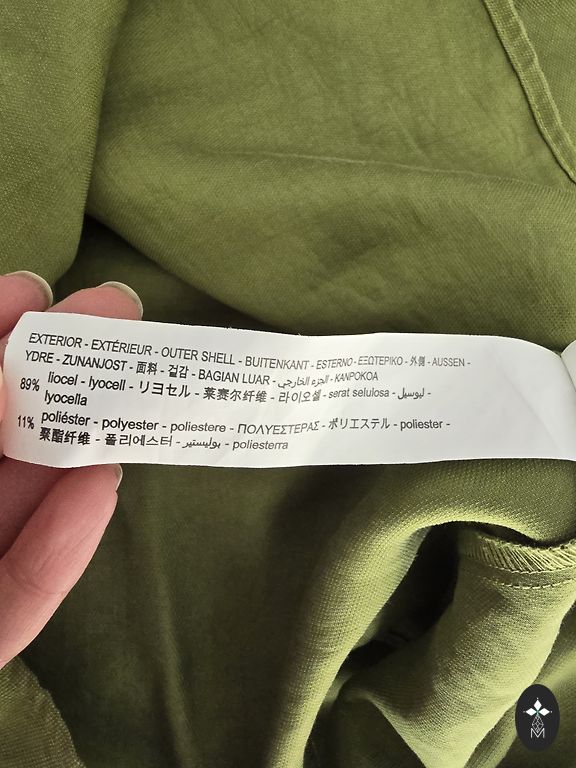 EXTERIOR - EXTÉRIEUR - OUTER SHELL - BUITENKANT - ESTERNO - ΕΞΩΤΕΡΙΚΟ - 外側 - AUSSEN -
YDRE - ZUNANJOST - 面料 - 겉감 - BAGIAN LUAR - الجزء الخارجي - KANPOKOA
89% liocel - lyocell - リヨセル - 莱赛尔纤维 - 라이오셀 - serat selulosa - ليوسيل -
lyocella
11% poliéster - polyester - poliestere - ΠΟΛΥΕΣΤΕΡΑΣ - ポリエステル - poliester -
聚酯纤维 - 폴리에스터 - بوليستير - poliesterra
M